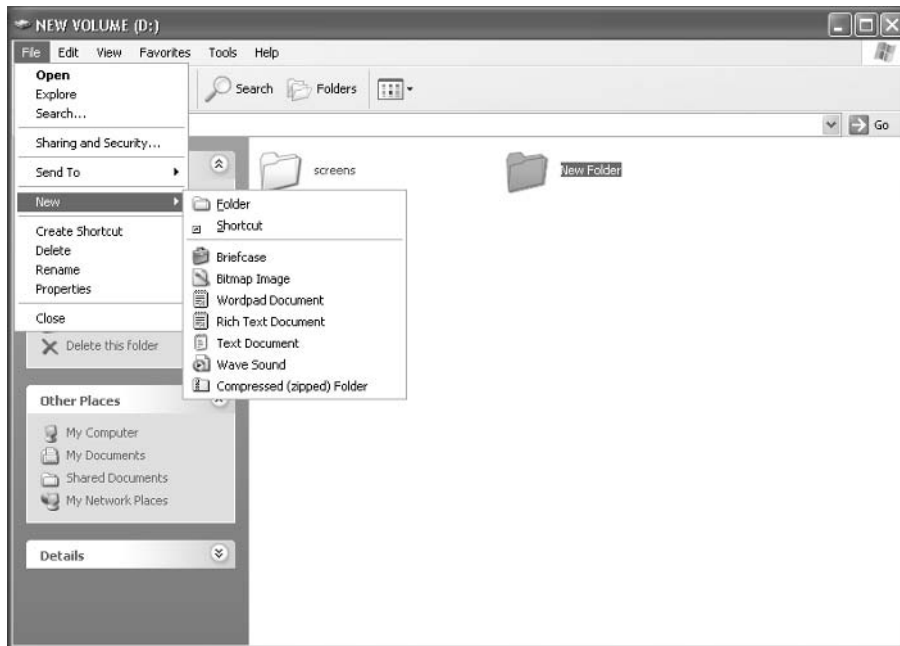 NEW VOLUME (D:)
File Edit View Favorites Tools Help
Open
Explore
Search...
Sharing and Security...
Send To
New
Create Shortcut
Delete
Rename
Properties
Close
Search Folders
Go
Folder
Shortcut
Briefcase
Bitmap Image
Wordpad Document
Rich Text Document
Text Document
Wave Sound
Compressed (zipped) Folder
screens
New Folder
Delete this folder
Other Places
My Computer
My Documents
Shared Documents
My Network Places
Details